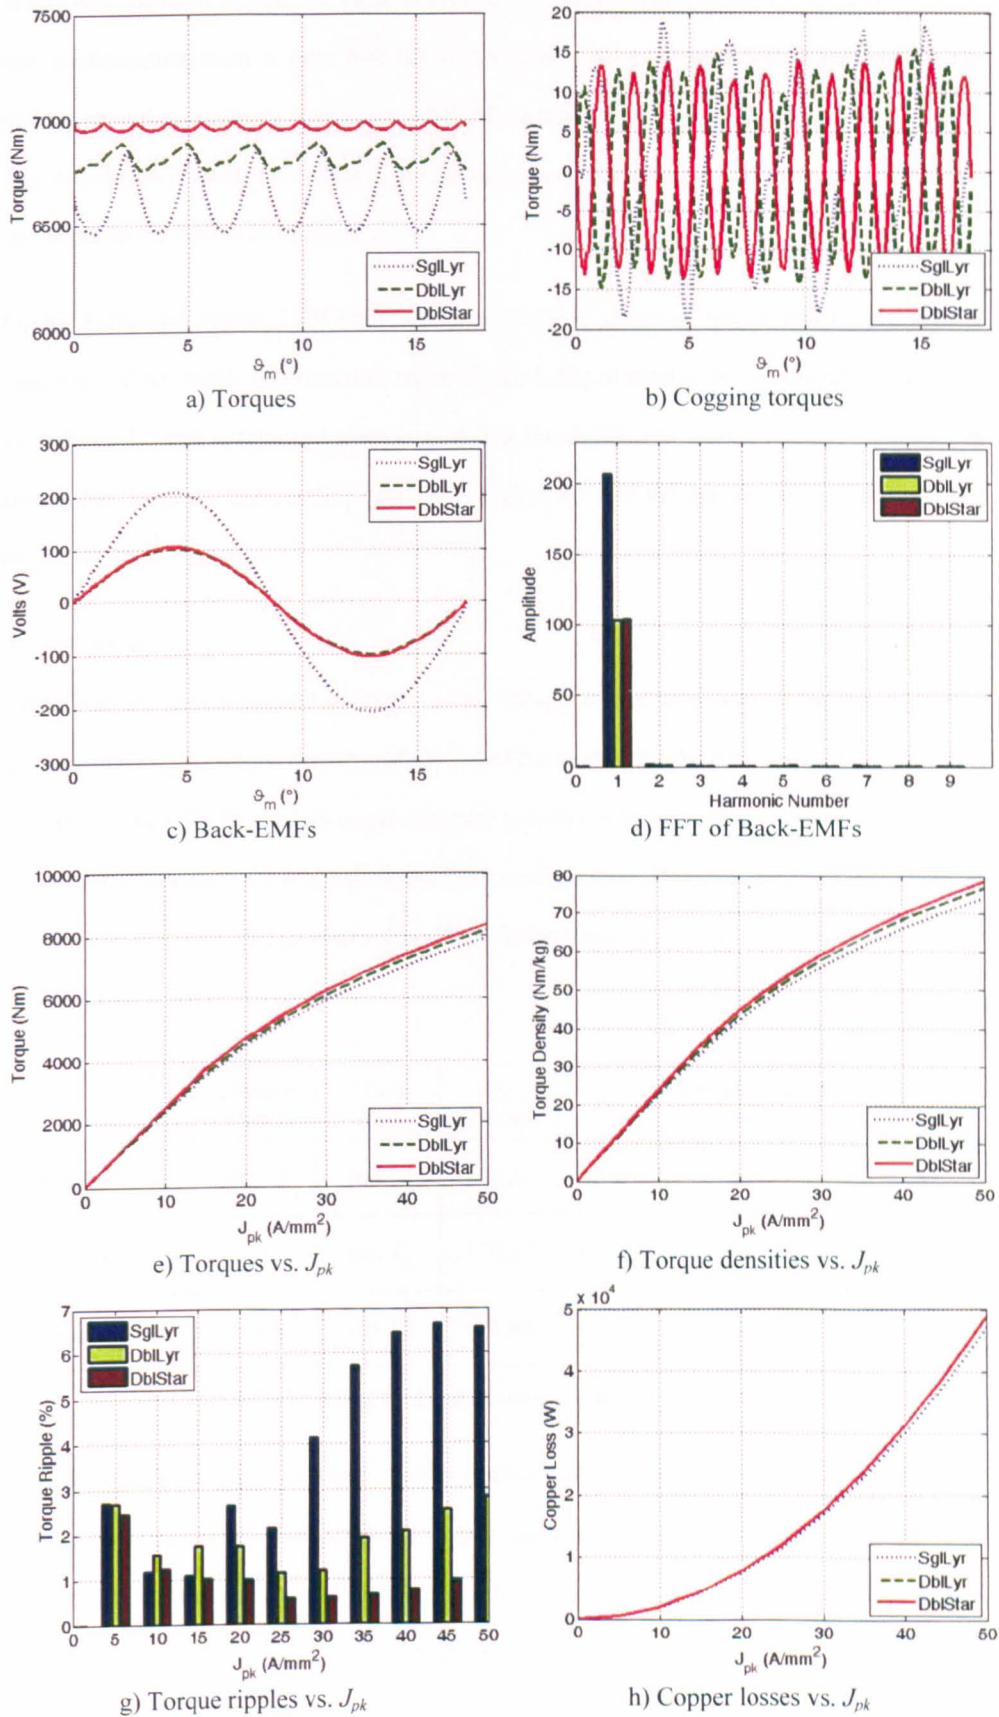 7500
7000
6500
6000
Torque (Nm)
0 5 10 15
ϑm (°)
SglLyr
DblLyr
DblStar
a) Torques
20
15
10
5
0
-5
-10
-15
-20
Torque (Nm)
0 5 10 15
ϑm (°)
SglLyr
DblLyr
DblStar
b) Cogging torques
300
200
100
0
-100
-200
-300
Volts (V)
0 5 10 15
ϑm (°)
SglLyr
DblLyr
DblStar
c) Back-EMFs
200
150
100
50
0
Amplitude
0 1 2 3 4 5 6 7 8 9
Harmonic Number
SglLyr
DblLyr
DblStar
d) FFT of Back-EMFs
10000
8000
6000
4000
2000
0
Torque (Nm)
0 10 20 30 40 50
Jpk (A/mm²)
SglLyr
DblLyr
DblStar
e) Torques vs. Jpk
80
70
60
50
40
30
20
10
0
Torque Density (Nm/kg)
0 10 20 30 40 50
Jpk (A/mm²)
SglLyr
DblLyr
DblStar
f) Torque densities vs. Jpk
7
6
5
4
3
2
1
0
Torque Ripple (%)
0 5 10 15 20 25 30 35 40 45 50
Jpk (A/mm²)
SglLyr
DblLyr
DblStar
g) Torque ripples vs. Jpk
x 10⁴
5
4
3
2
1
0
Copper Loss (W)
0 10 20 30 40 50
Jpk (A/mm²)
SglLyr
DblLyr
DblStar
h) Copper losses vs. Jpk